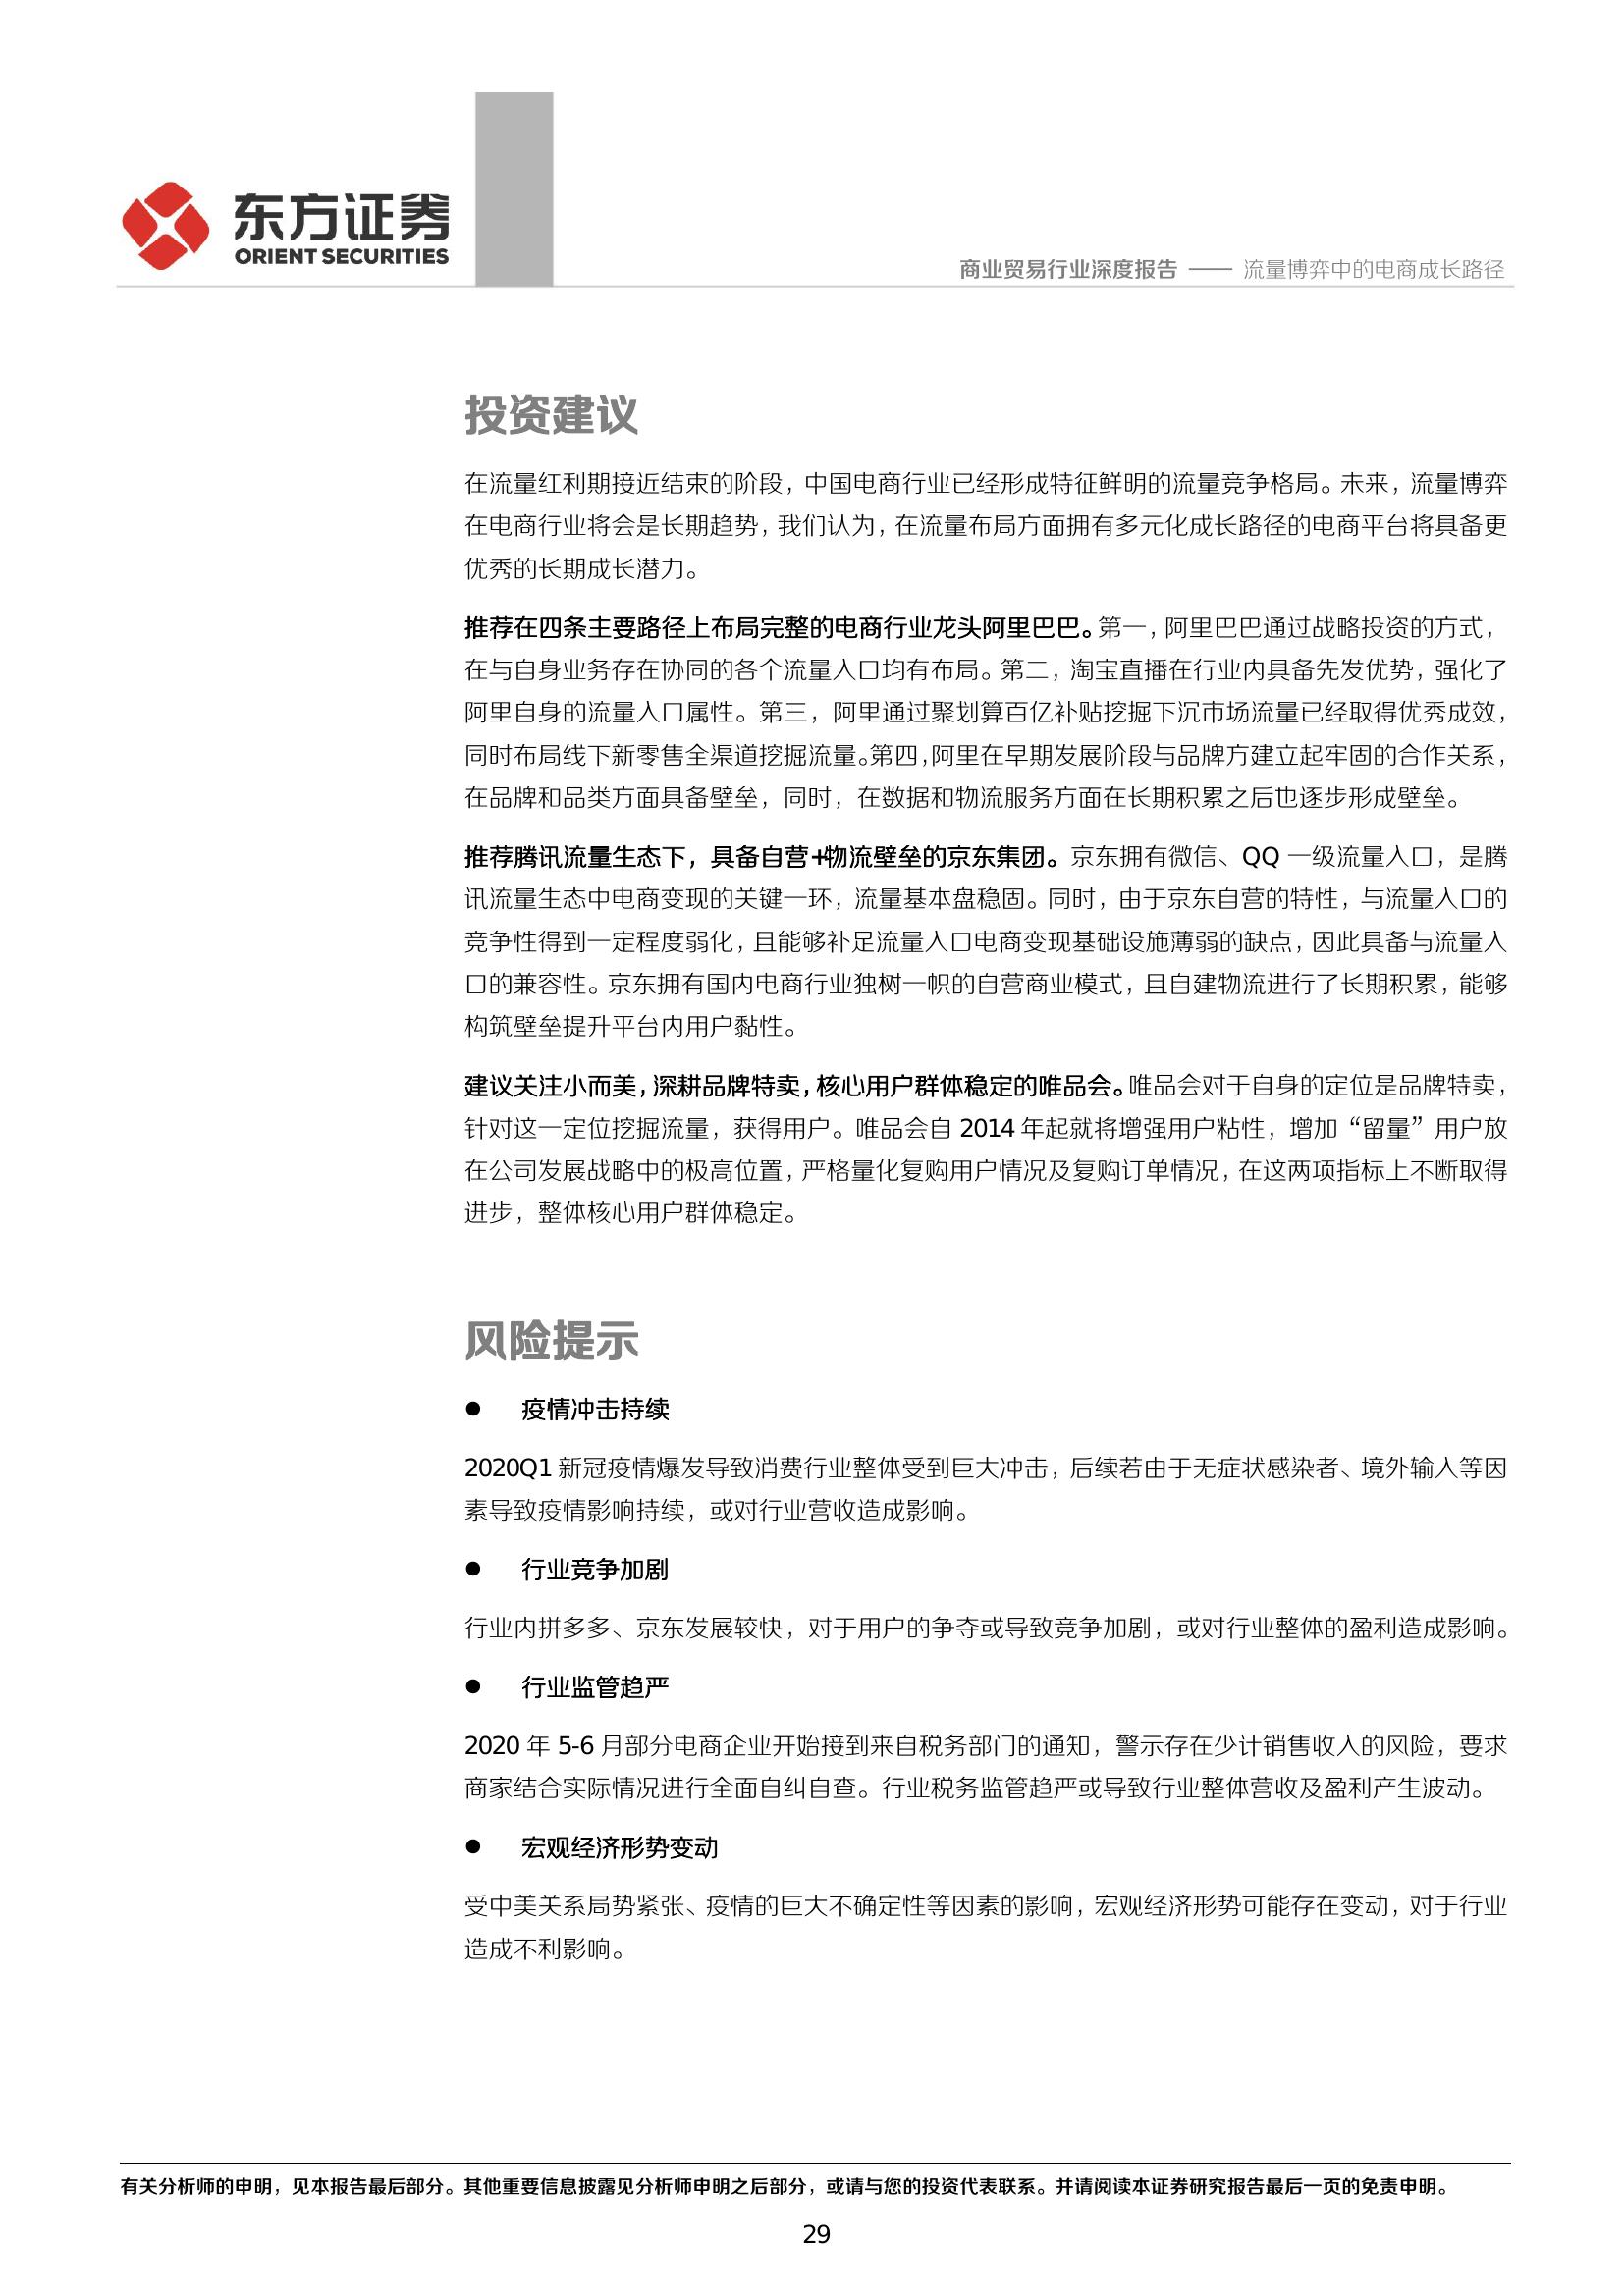 东方证券
ORIENT SECURITIES
商业贸易行业深度报告 —— 流量博弈中的电商成长路径
投资建议
在流量红利期接近结束的阶段，中国电商行业已经形成特征鲜明的流量竞争格局。未来，流量博弈
在电商行业将会是长期趋势，我们认为，在流量布局方面拥有多元化成长路径的电商平台将具备更
优秀的长期成长潜力。
推荐在四条主要路径上布局完整的电商行业龙头阿里巴巴。第一，阿里巴巴通过战略投资的方式，
在与自身业务存在协同的各个流量入口均有布局。第二，淘宝直播在行业内具备先发优势，强化了
阿里自身的流量入口属性。第三，阿里通过聚划算百亿补贴挖掘下沉市场流量已经取得优秀成效，
同时布局线下新零售全渠道挖掘流量。第四，阿里在早期发展阶段与品牌方建立起牢固的合作关系，
在品牌和品类方面具备壁垒，同时，在数据和物流服务方面在长期积累之后也逐步形成壁垒。
推荐腾讯流量生态下，具备自营+物流壁垒的京东集团。京东拥有微信、QQ 一级流量入口，是腾
讯流量生态中电商变现的关键一环，流量基本盘稳固。同时，由于京东自营的特性，与流量入口的
竞争性得到一定程度弱化，且能够补足流量入口电商变现基础设施薄弱的缺点，因此具备与流量入
口的兼容性。京东拥有国内电商行业独树一帜的自营商业模式，且自建物流进行了长期积累，能够
构筑壁垒提升平台内用户黏性。
建议关注小而美，深耕品牌特卖，核心用户群体稳定的唯品会。唯品会对于自身的定位是品牌特卖，
针对这一定位挖掘流量，获得用户。唯品会自 2014 年起就将增强用户粘性，增加“留量”用户放
在公司发展战略中的极高位置，严格量化复购用户情况及复购订单情况，在这两项指标上不断取得
进步，整体核心用户群体稳定。
风险提示
● 疫情冲击持续
2020Q1 新冠疫情爆发导致消费行业整体受到巨大冲击，后续若由于无症状感染者、境外输入等因
素导致疫情影响持续，或对行业营收造成影响。
● 行业竞争加剧
行业内拼多多、京东发展较快，对于用户的争夺或导致竞争加剧，或对行业整体的盈利造成影响。
● 行业监管趋严
2020 年 5-6 月部分电商企业开始接到来自税务部门的通知，警示存在少计销售收入的风险，要求
商家结合实际情况进行全面自纠自查。行业税务监管趋严或导致行业整体营收及盈利产生波动。
● 宏观经济形势变动
受中美关系局势紧张、疫情的巨大不确定性等因素的影响，宏观经济形势可能存在变动，对于行业
造成不利影响。
有关分析师的申明，见本报告最后部分。其他重要信息披露见分析师申明之后部分，或请与您的投资代表联系。并请阅读本证券研究报告最后一页的免责申明。
29